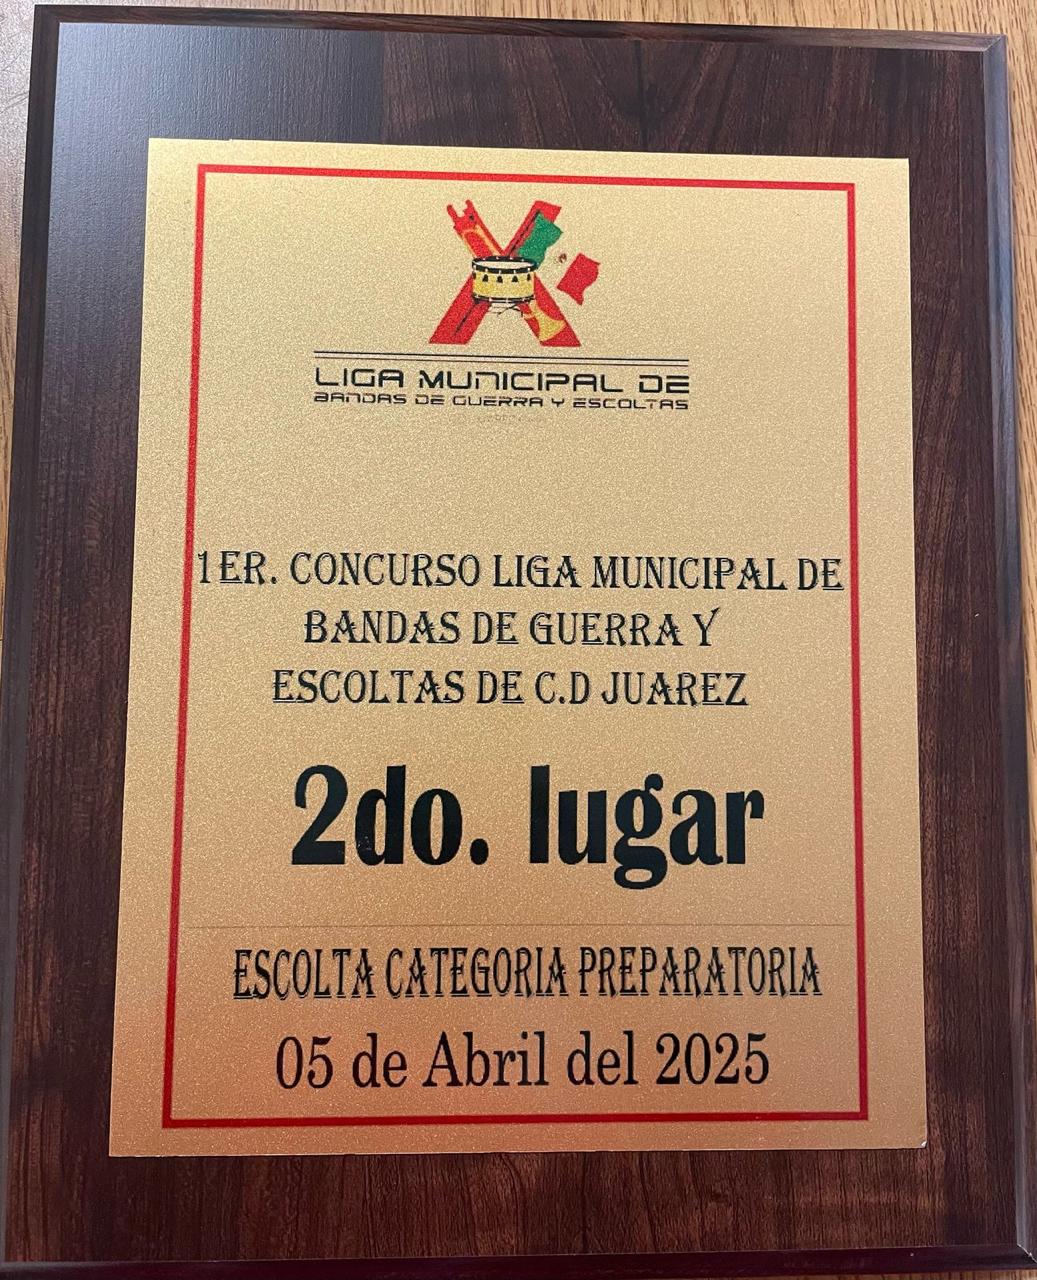 LIGA MUNICIPAL DE
BANDAS DE GUERRA Y ESCOLTAS
1ER. CONCURSO LIGA MUNICIPAL DE
BANDAS DE GUERRA Y
ESCOLTAS DE C.D JUAREZ
2do. lugar
ESCOLTA CATEGORIA PREPARATORIA
05 de Abril del 2025